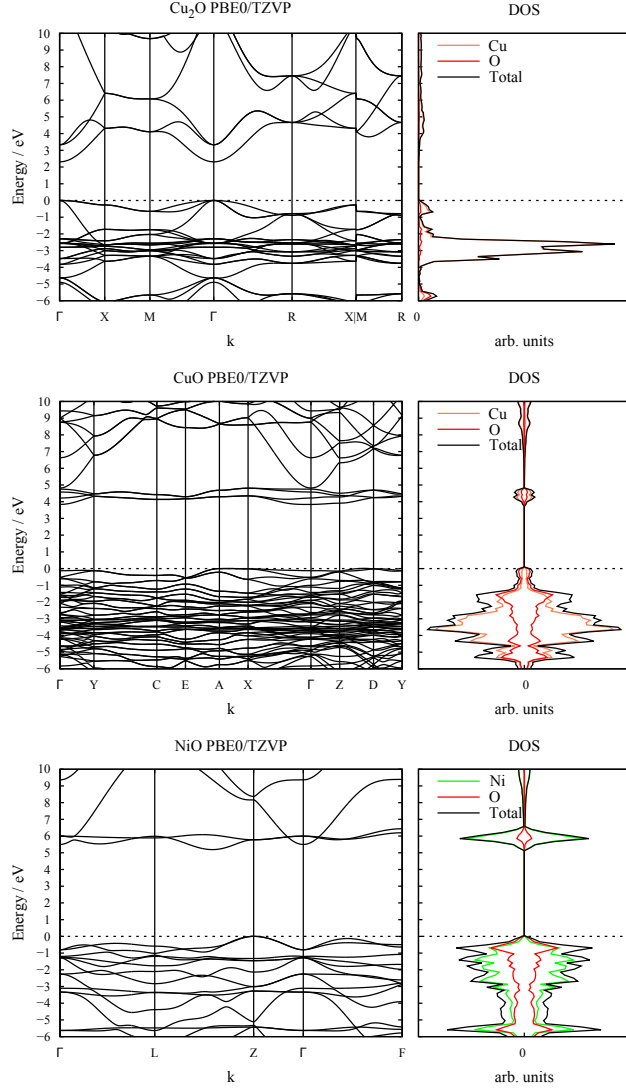 Cu₂O PBE0/TZVP
DOS
Energy / eV
10
9
8
7
6
5
4
3
2
1
0
−1
−2
−3
−4
−5
−6
Γ X M Γ R X|M R
k
Cu
O
Total
0
arb. units
CuO PBE0/TZVP
DOS
Energy / eV
10
9
8
7
6
5
4
3
2
1
0
−1
−2
−3
−4
−5
−6
Γ Y C E A X Γ Z D Y
k
Cu
O
Total
0
arb. units
NiO PBE0/TZVP
DOS
Energy / eV
10
9
8
7
6
5
4
3
2
1
0
−1
−2
−3
−4
−5
−6
Γ L Z Γ F
k
Ni
O
Total
0
arb. units